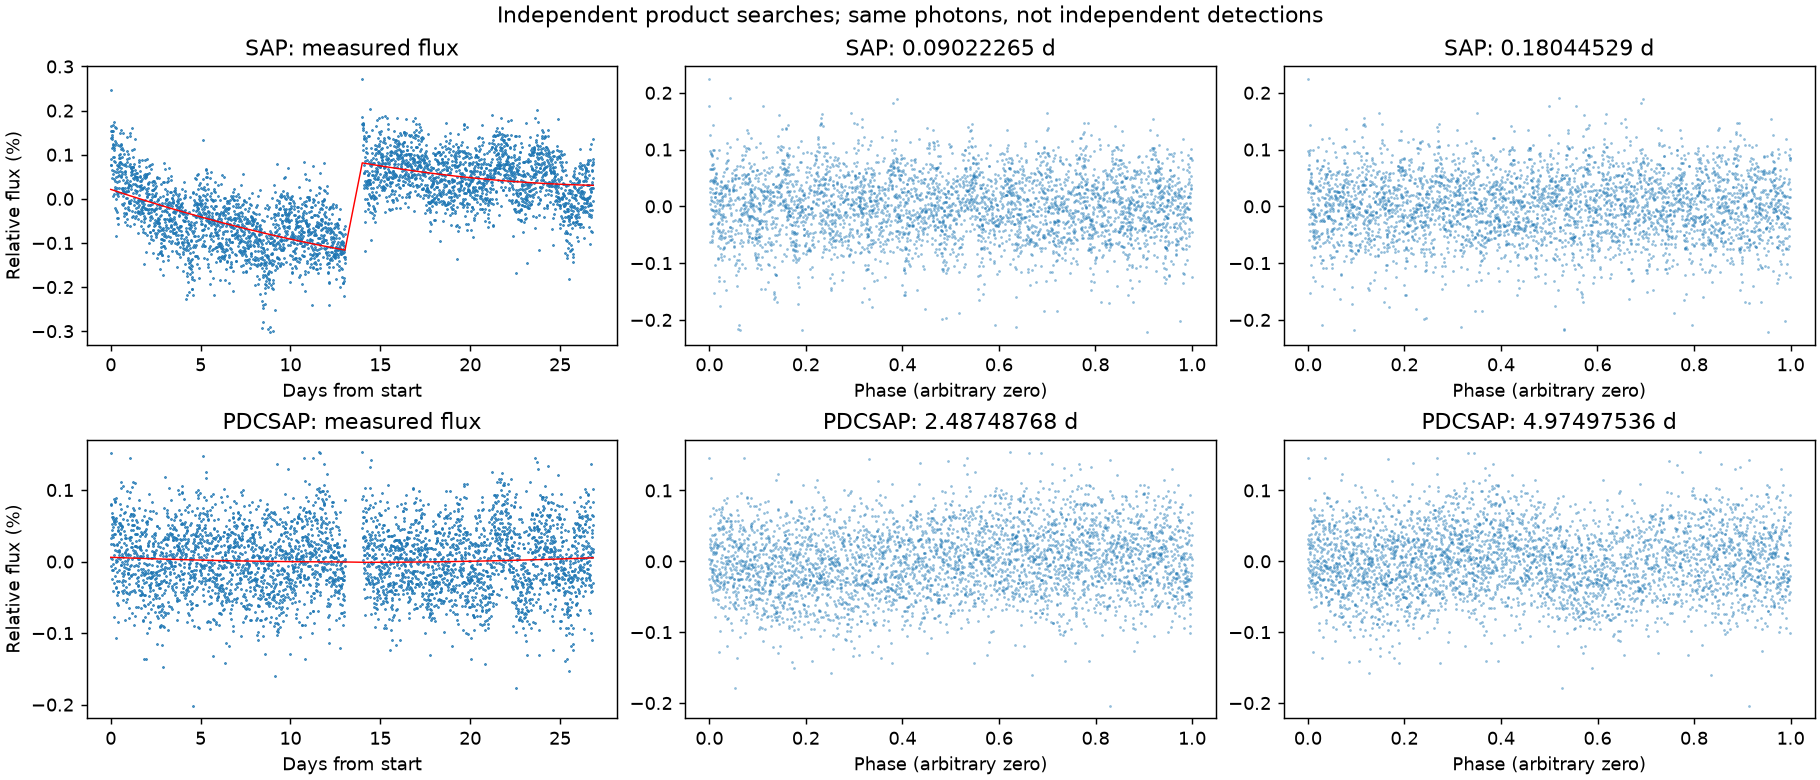 Independent product searches; same photons, not independent detections
SAP: measured flux
SAP: 0.09022265 d
SAP: 0.18044529 d
Relative flux (%)
0.3
0.2
0.1
0.0
−0.1
−0.2
−0.3
0 5 10 15 20 25
Days from start
0.2
0.1
0.0
−0.1
−0.2
0.0 0.2 0.4 0.6 0.8 1.0
Phase (arbitrary zero)
0.2
0.1
0.0
−0.1
−0.2
0.0 0.2 0.4 0.6 0.8 1.0
Phase (arbitrary zero)
PDCSAP: measured flux
PDCSAP: 2.48748768 d
PDCSAP: 4.97497536 d
Relative flux (%)
0.1
0.0
−0.1
−0.2
0 5 10 15 20 25
Days from start
0.1
0.0
−0.1
−0.2
0.0 0.2 0.4 0.6 0.8 1.0
Phase (arbitrary zero)
0.1
0.0
−0.1
−0.2
0.0 0.2 0.4 0.6 0.8 1.0
Phase (arbitrary zero)